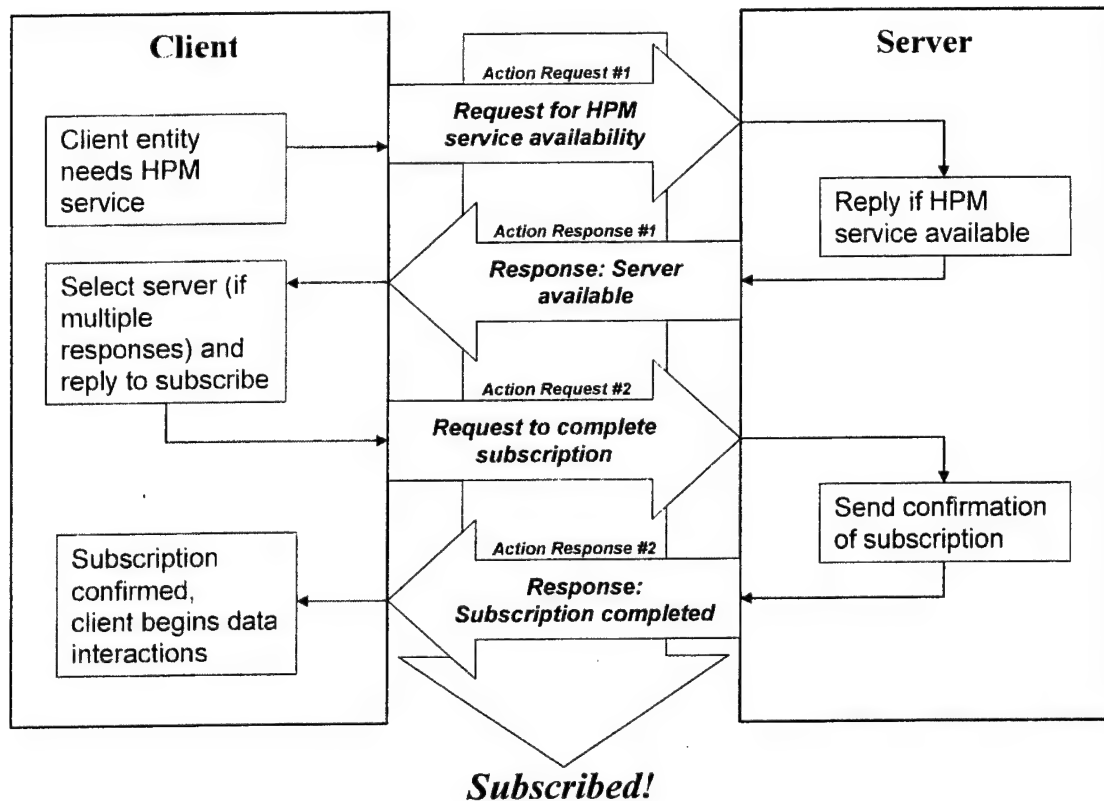 Client
Server
Action Request #1
Request for HPM
service availability
Client entity
needs HPM
service
Reply if HPM
service available
Action Response #1
Response: Server
available
Select server (if
multiple
responses) and
reply to subscribe
Action Request #2
Request to complete
subscription
Send confirmation
of subscription
Action Response #2
Response:
Subscription completed
Subscription
confirmed,
client begins data
interactions
Subscribed!